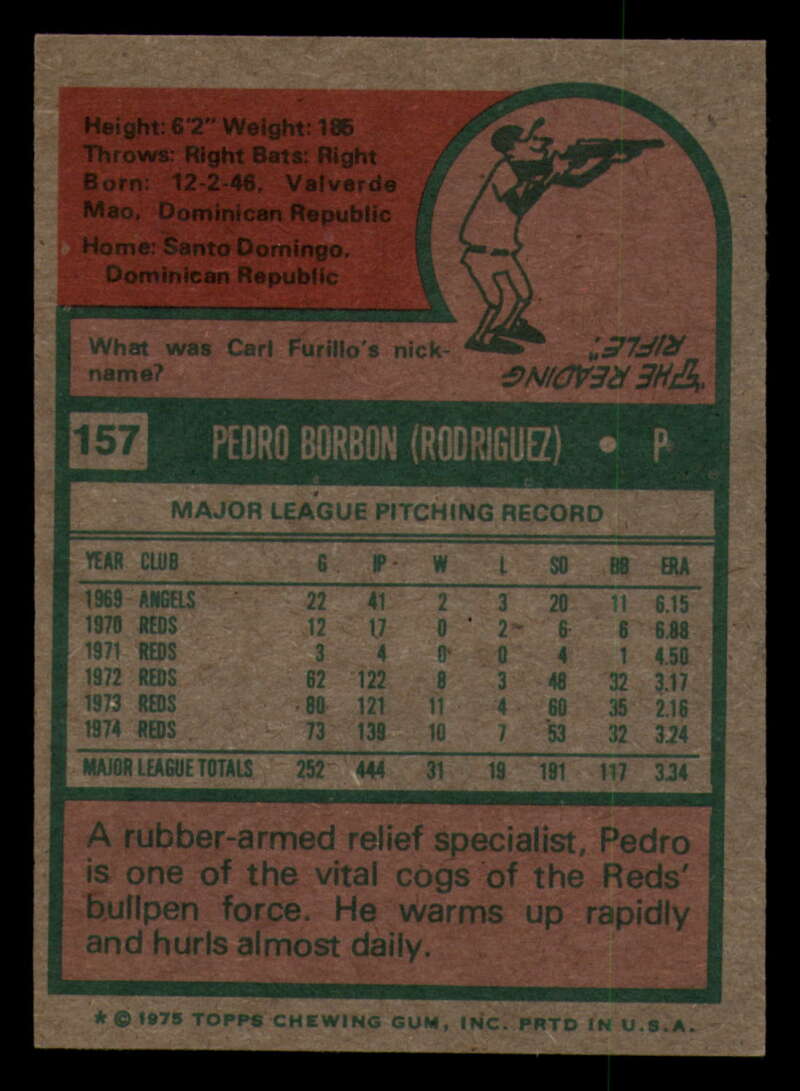 Height: 6'2" Weight: 185
Throws: Right Bats: Right
Born: 12-2-46, Valverde
Mao, Dominican Republic
Home: Santo Domingo,
Dominican Republic
What was Carl Furillo's nick-
name?
"THE READING
RIFLE".
157 PEDRO BORBON (RODRIGUEZ) • P
MAJOR LEAGUE PITCHING RECORD
YEAR CLUB G IP W L SO BB ERA
1969 ANGELS 22 41 2 3 20 11 6.15
1970 REDS 12 17 0 2 6 6 6.88
1971 REDS 3 4 0 0 4 1 4.50
1972 REDS 62 122 8 3 48 32 3.17
1973 REDS 80 121 11 4 60 35 2.16
1974 REDS 73 139 10 7 53 32 3.24
MAJOR LEAGUE TOTALS 252 444 31 19 191 117 3.34
A rubber-armed relief specialist, Pedro
is one of the vital cogs of the Reds'
bullpen force. He warms up rapidly
and hurls almost daily.
* © 1975 TOPPS CHEWING GUM, INC. PRTD IN U.S.A.